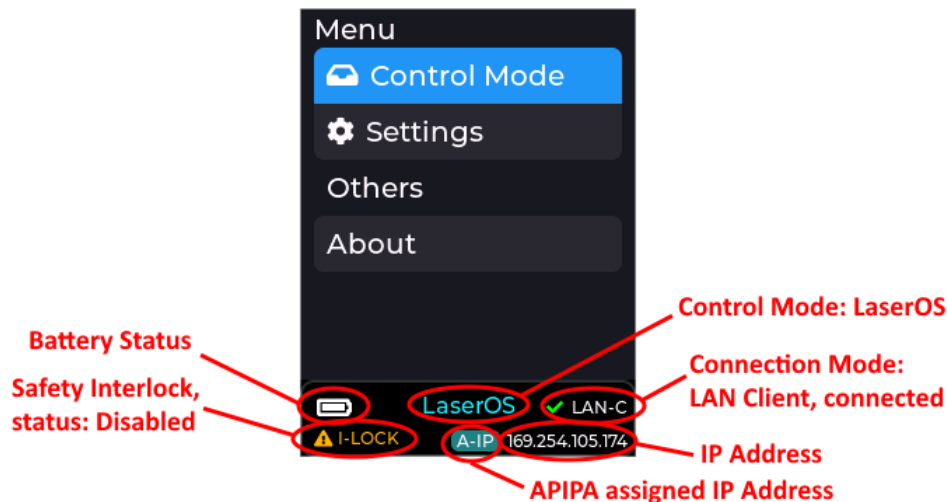 Menu
Control Mode
Settings
Others
About
Control Mode: LaserOS
Battery Status
Connection Mode:
LAN Client, connected
Safety Interlock,
status: Disabled
LaserOS
LAN-C
I-LOCK
A-IP
169.254.105.174
IP Address
APIPA assigned IP Address